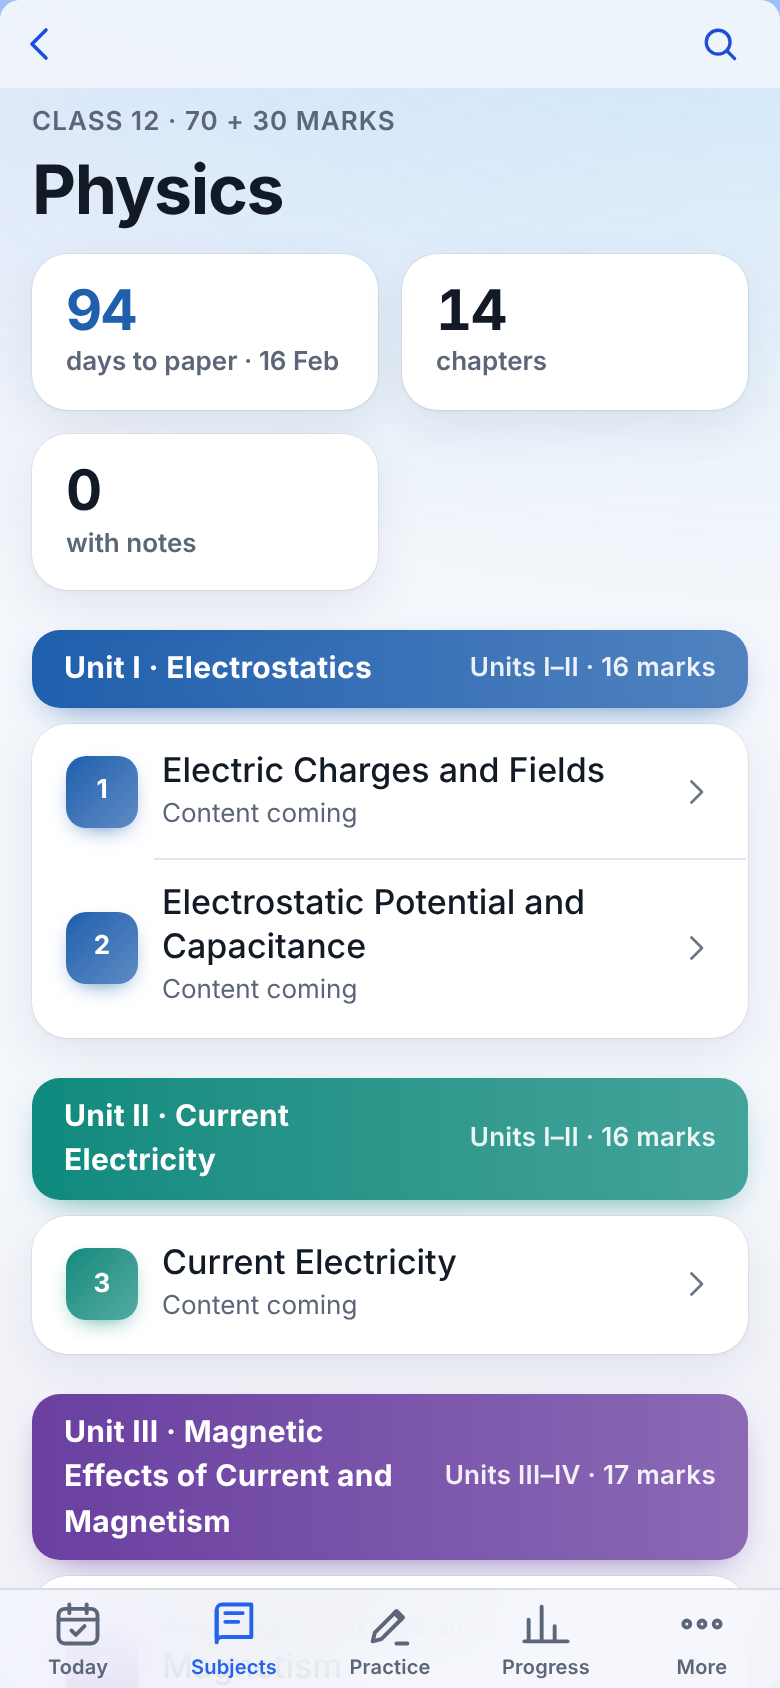 CLASS 12 · 70 + 30 MARKS
Physics
94
days to paper · 16 Feb
14
chapters
0
with notes
Unit I · Electrostatics
Units I–II · 16 marks
1
Electric Charges and Fields
Content coming
2
Electrostatic Potential and
Capacitance
Content coming
Unit II · Current
Electricity
Units I–II · 16 marks
3
Current Electricity
Content coming
Unit III · Magnetic
Effects of Current and
Magnetism
Units III–IV · 17 marks
Magnetism
Today
Subjects
Practice
Progress
More